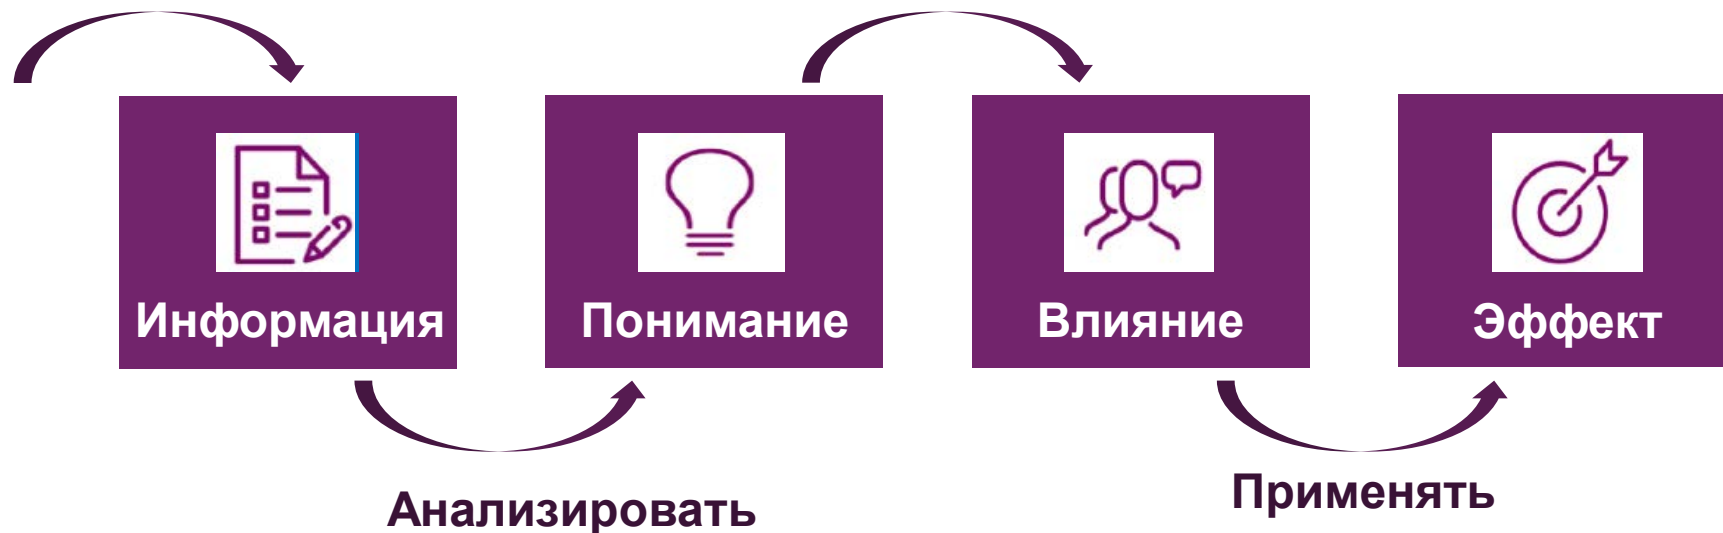 Информация
Понимание
Влияние
Эффект
Анализировать
Применять